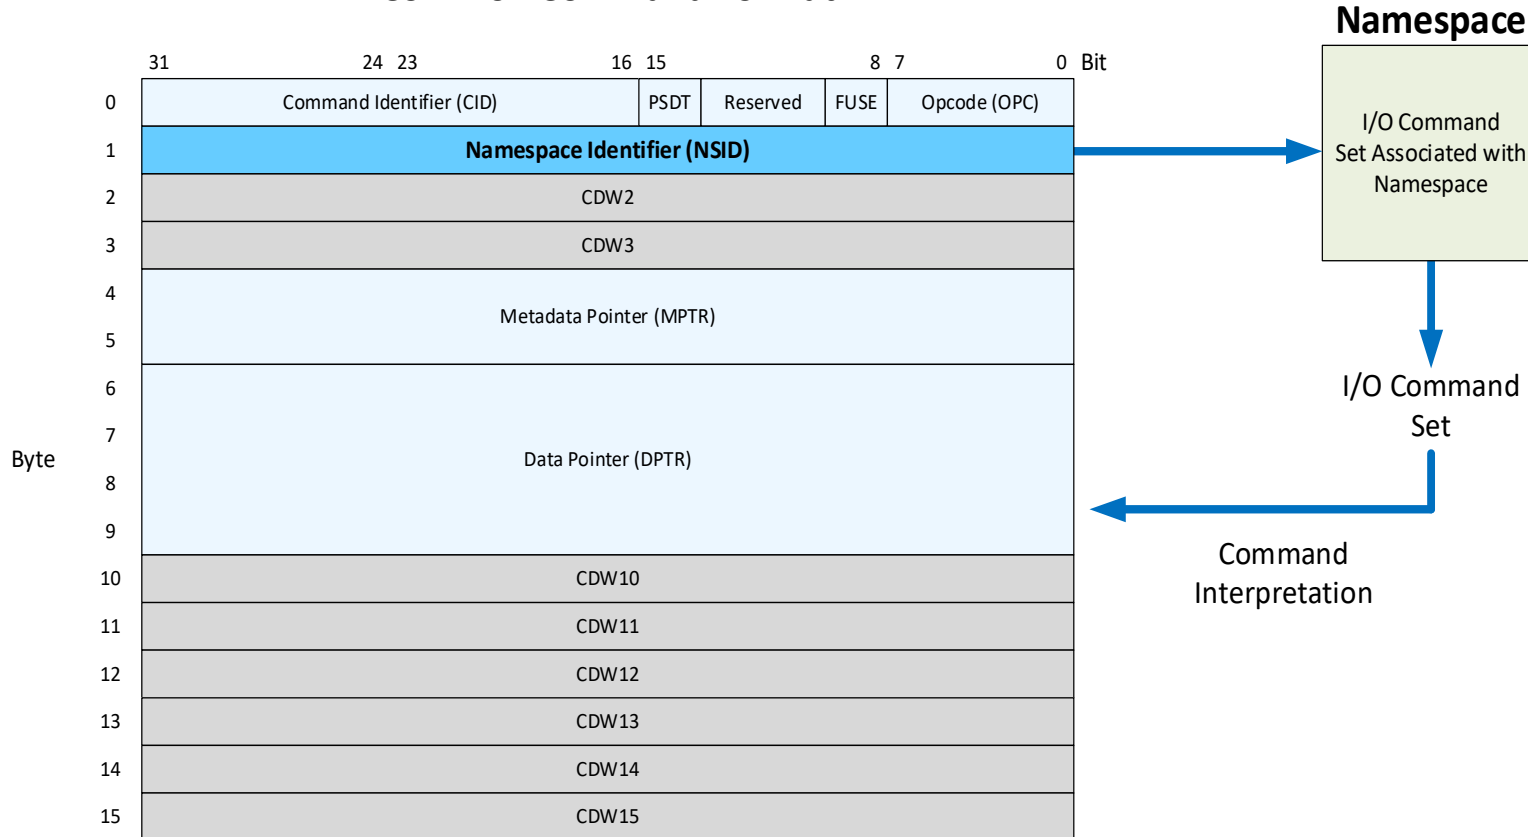 Namespace
31 24 23 16 15 8 7 0 Bit
0 Command Identifier (CID) PSDT Reserved FUSE Opcode (OPC)
1 Namespace Identifier (NSID)
I/O Command
Set Associated with
Namespace
2 CDW2
3 CDW3
4
Metadata Pointer (MPTR)
5
6
I/O Command
Set
7
Byte
Data Pointer (DPTR)
8
9
Command
Interpretation
10 CDW10
11 CDW11
12 CDW12
13 CDW13
14 CDW14
15 CDW15